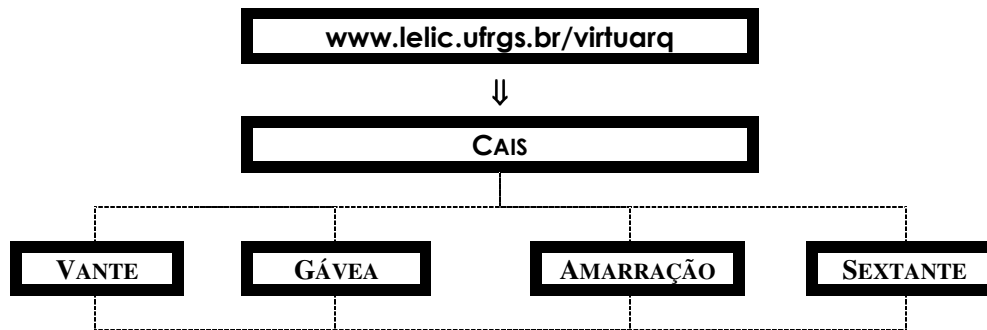 www.lelic.ufrgs.br/virtuarq
⇓
CAIS
VANTE GÁVEA AMARRAÇÃO SEXTANTE